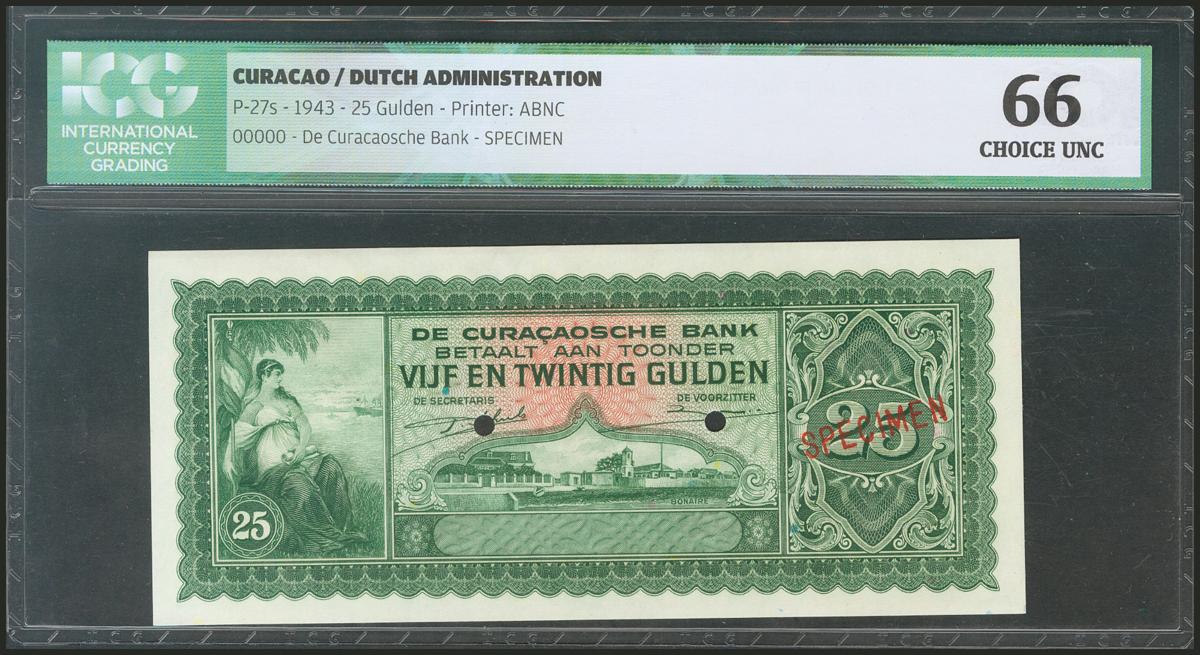 ICG
INTERNATIONAL
CURRENCY
GRADING
CURACAO / DUTCH ADMINISTRATION
P-27s - 1943 - 25 Gulden - Printer: ABNC
00000 - De Curacaosche Bank - SPECIMEN
66
CHOICE UNC
DE CURAÇAOSCHE BANK
BETAALT AAN TOONDER
VIJF EN TWINTIG GULDEN
DE SECRETARIS
DE VOORZITTER
BONAIRE
25
25
SPECIMEN